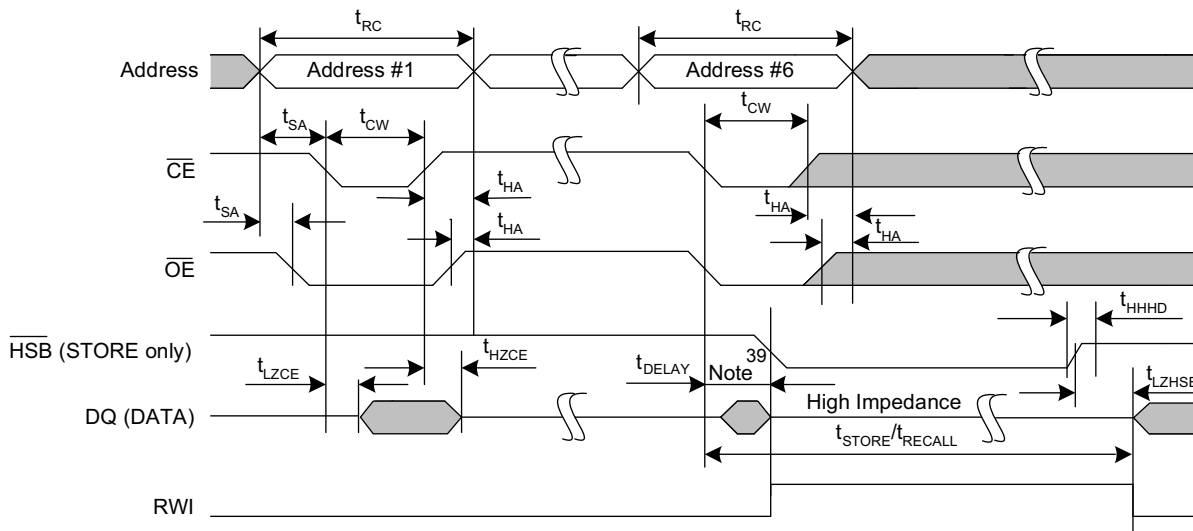 tRC tRC
Address Address #1 Address #6
tCW
tSA tCW
CE
tHA
tSA tHA
tHA tHA
OE
tHHHD
HSB (STORE only)
tHZCE 39
tLZCE tDELAY Note tLZHSB
DQ (DATA) High Impedance
tSTORE/tRECALL
RWI